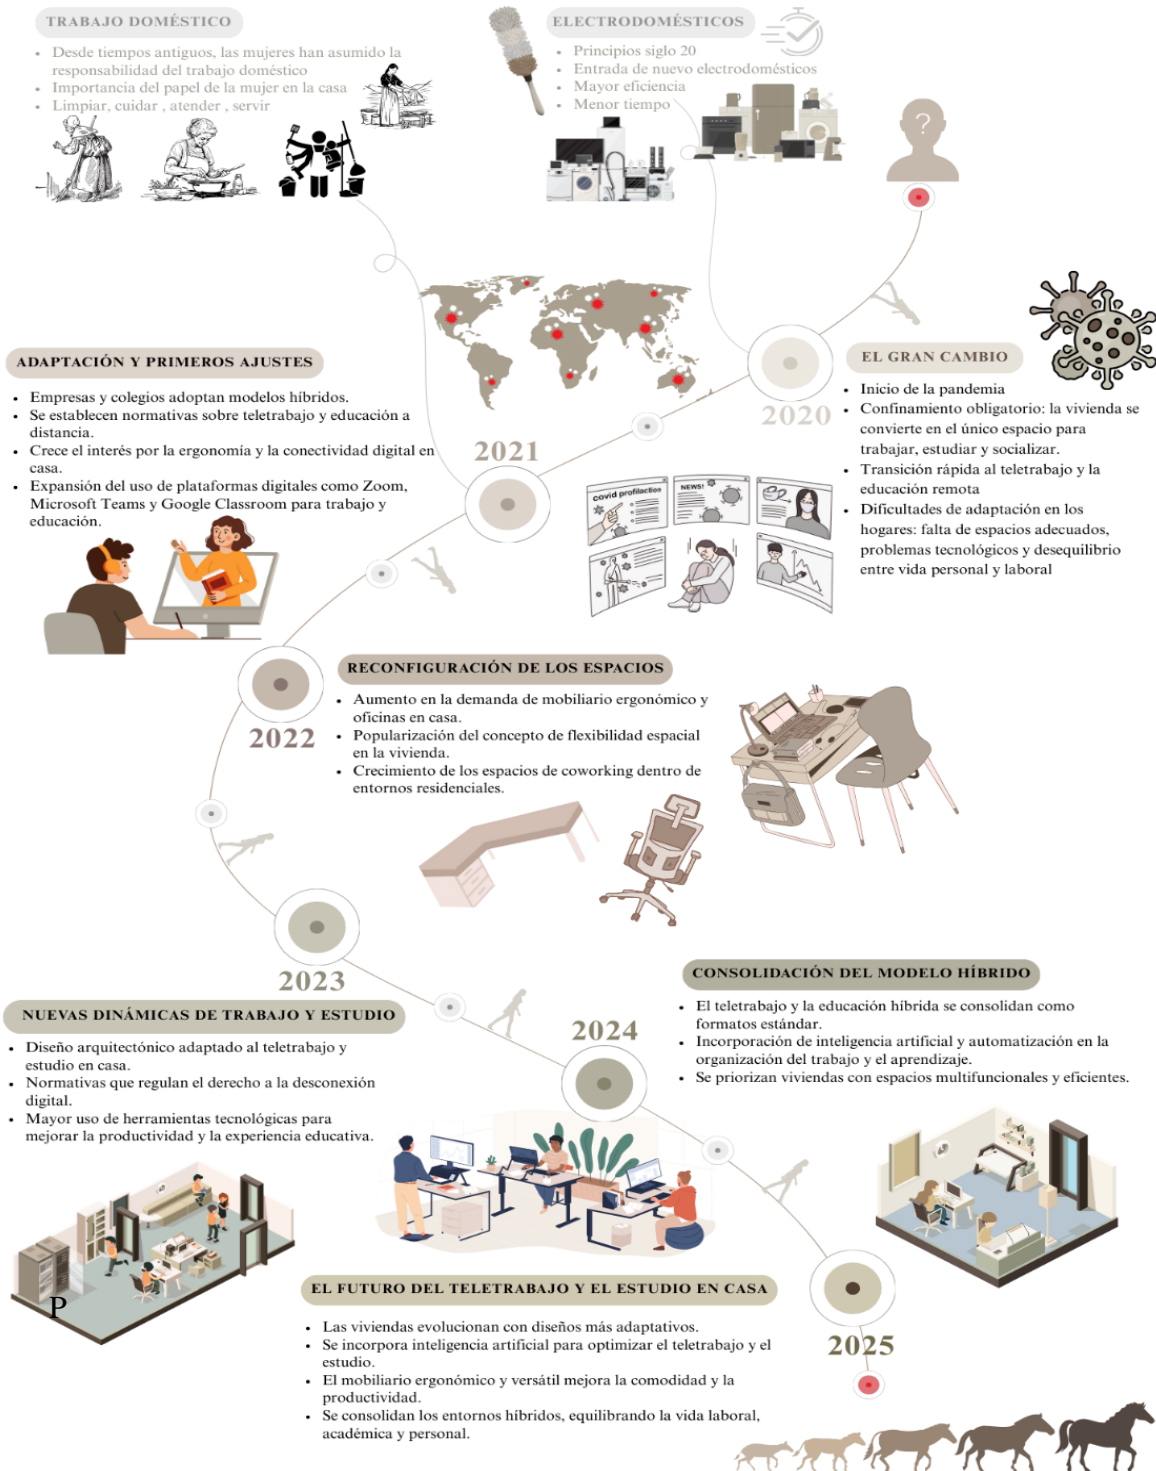 TRABAJO DOMÉSTICO
• Desde tiempos antiguos, las mujeres han asumido la
responsabilidad del trabajo doméstico
• Importancia del papel de la mujer en la casa
• Limpiar, cuidar , atender , servir
ELECTRODOMÉSTICOS
• Principios siglo 20
• Entrada de nuevo electrodomésticos
• Mayor eficiencia
• Menor tiempo
?
2020
EL GRAN CAMBIO
• Inicio de la pandemia
• Confinamiento obligatorio: la vivienda se
convierte en el único espacio para
trabajar, estudiar y socializar.
• Transición rápida al teletrabajo y la
educación remota
• Dificultades de adaptación en los
hogares: falta de espacios adecuados,
problemas tecnológicos y desequilibrio
entre vida personal y laboral
covid profilactics
NEWS!
2021
ADAPTACIÓN Y PRIMEROS AJUSTES
• Empresas y colegios adoptan modelos híbridos.
• Se establecen normativas sobre teletrabajo y educación a
distancia.
• Crece el interés por la ergonomía y la conectividad digital en
casa.
• Expansión del uso de plataformas digitales como Zoom,
Microsoft Teams y Google Classroom para trabajo y
educación.
2022
RECONFIGURACIÓN DE LOS ESPACIOS
• Aumento en la demanda de mobiliario ergonómico y
oficinas en casa.
• Popularización del concepto de flexibilidad espacial
en la vivienda.
• Crecimiento de los espacios de coworking dentro de
entornos residenciales.
2023
NUEVAS DINÁMICAS DE TRABAJO Y ESTUDIO
• Diseño arquitectónico adaptado al teletrabajo y
estudio en casa.
• Normativas que regulan el derecho a la desconexión
digital.
• Mayor uso de herramientas tecnológicas para
mejorar la productividad y la experiencia educativa.
P
2024
CONSOLIDACIÓN DEL MODELO HÍBRIDO
• El teletrabajo y la educación híbrida se consolidan como
formatos estándar.
• Incorporación de inteligencia artificial y automatización en la
organización del trabajo y el aprendizaje.
• Se priorizan viviendas con espacios multifuncionales y eficientes.
2025
EL FUTURO DEL TELETRABAJO Y EL ESTUDIO EN CASA
• Las viviendas evolucionan con diseños más adaptativos.
• Se incorpora inteligencia artificial para optimizar el teletrabajo y el
estudio.
• El mobiliario ergonómico y versátil mejora la comodidad y la
productividad.
• Se consolidan los entornos híbridos, equilibrando la vida laboral,
académica y personal.